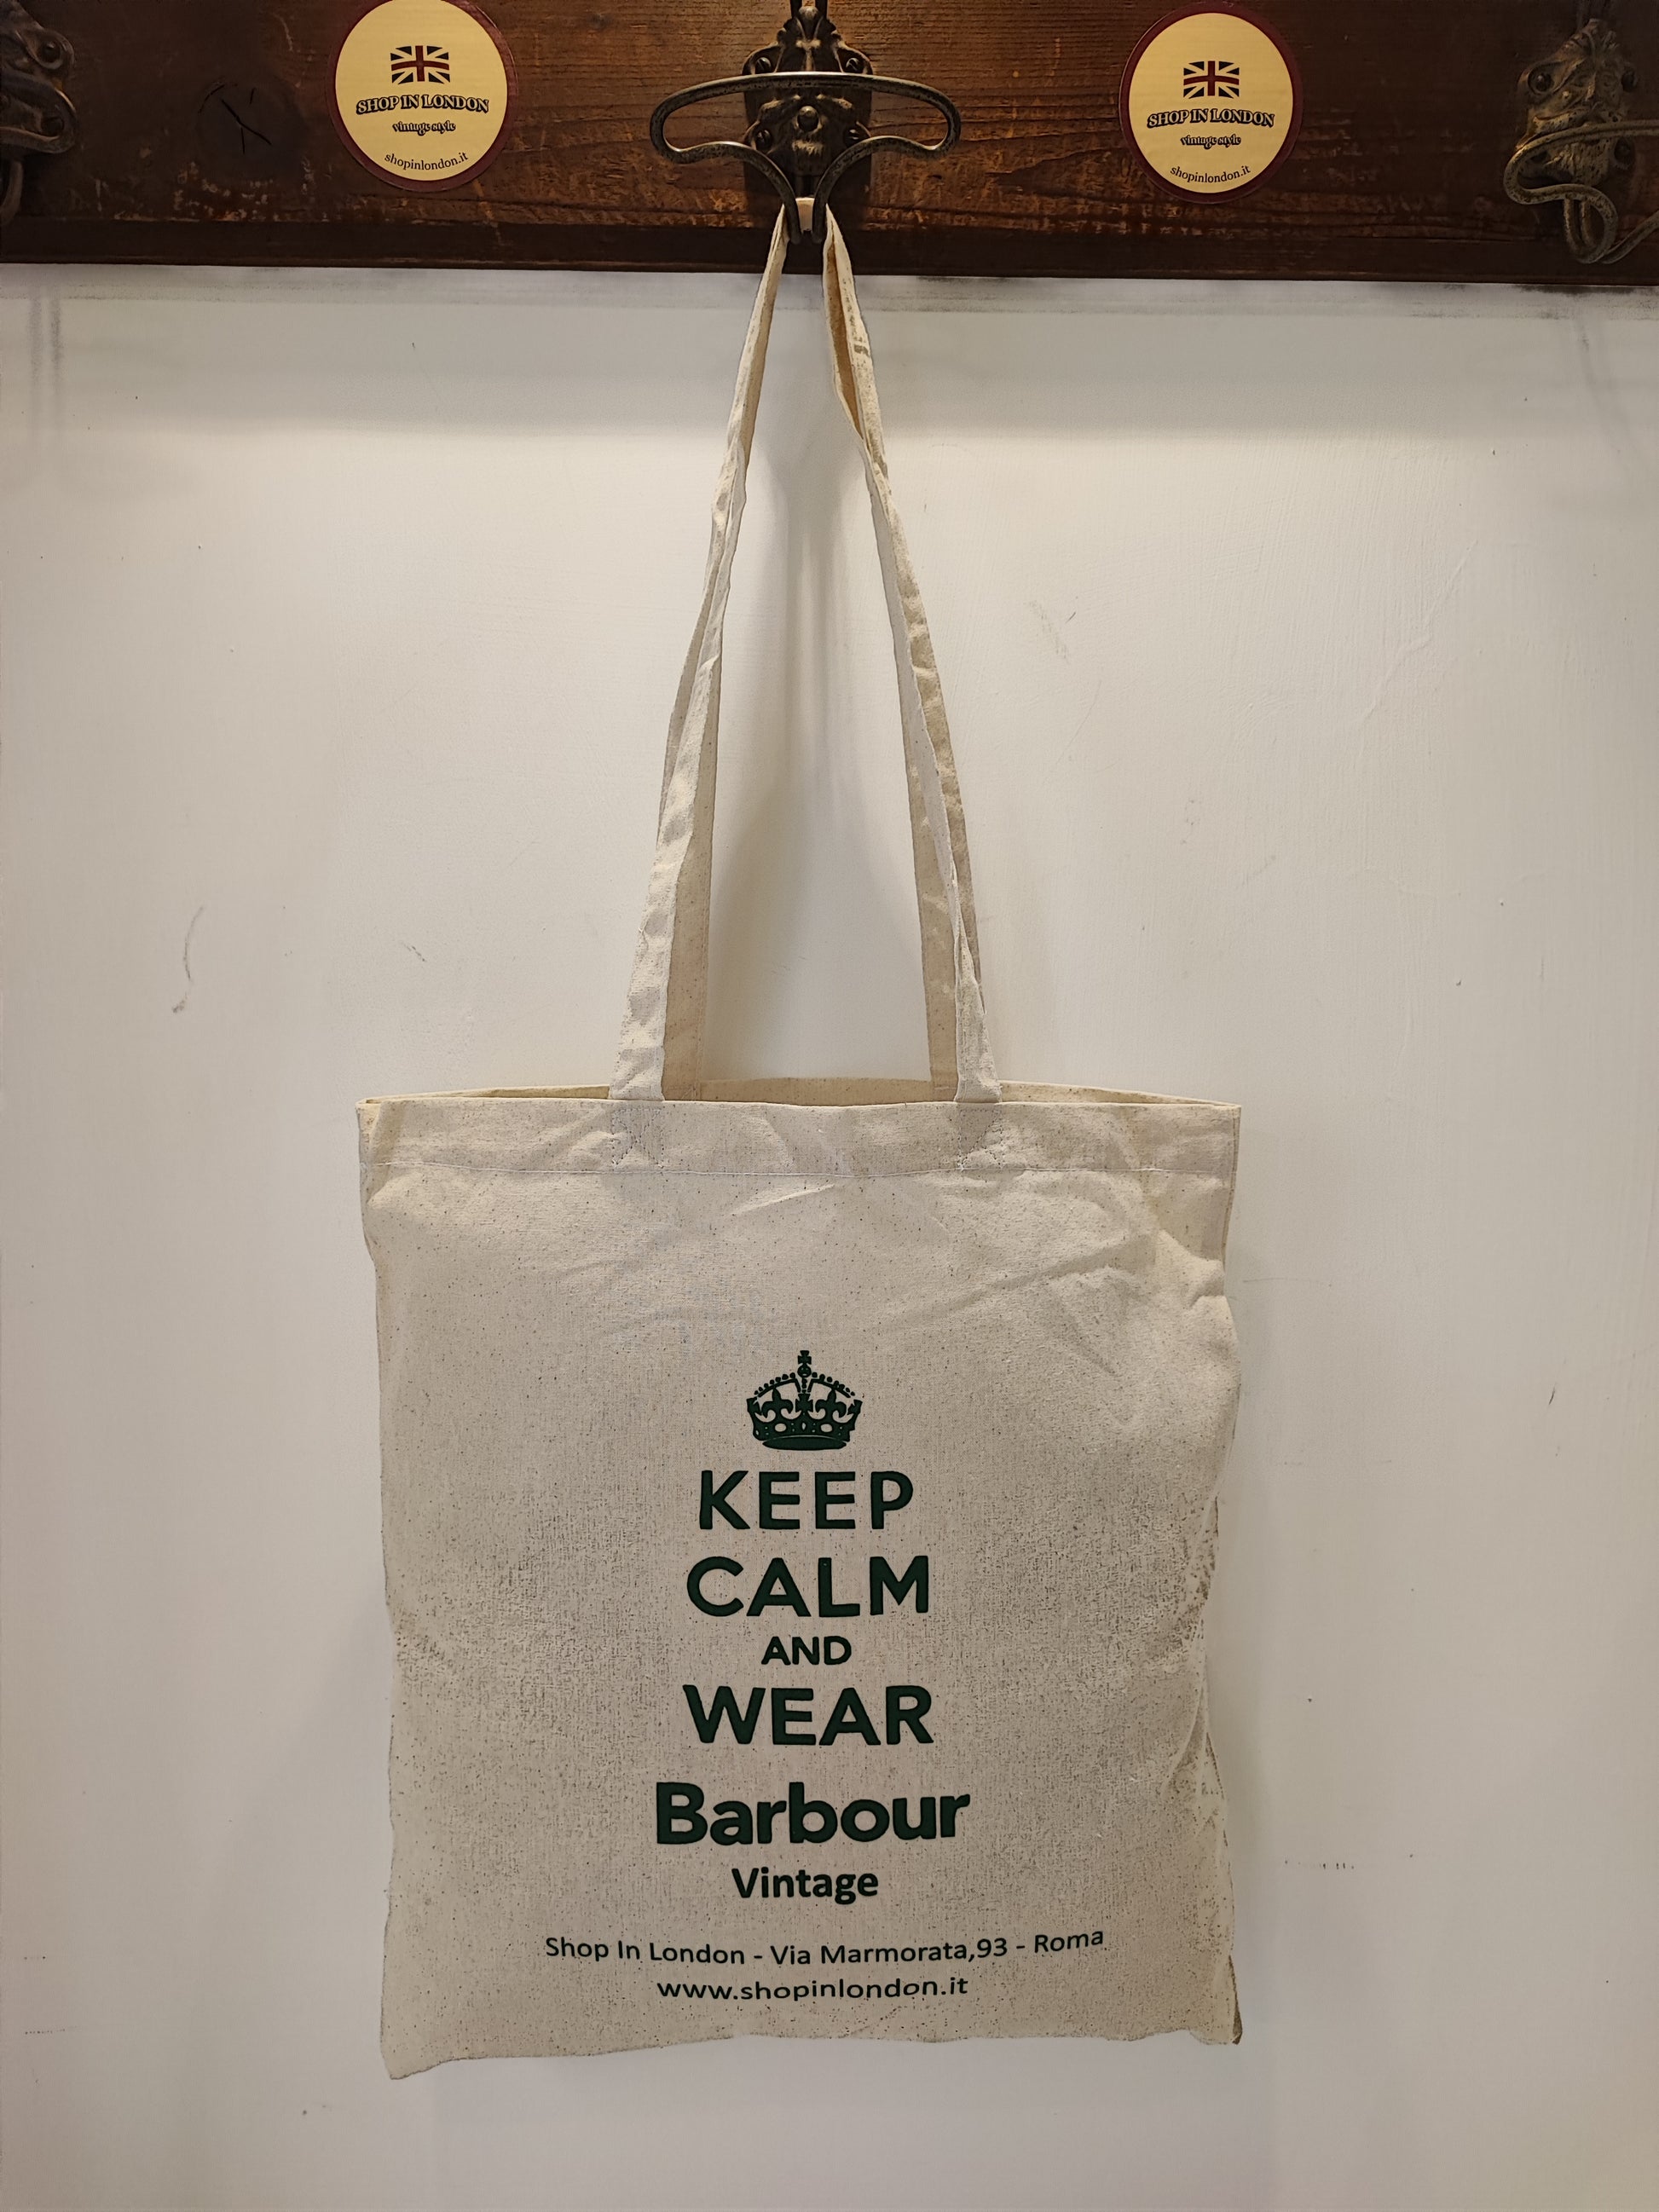 SHOP IN LONDON
vintage style
shopinlondon.it
SHOP IN LONDON
vintage style
shopinlondon.it
KEEP
CALM
AND
WEAR
Barbour
Vintage
Shop In London - Via Marmorata,93 - Roma
www.shopinlondon.it